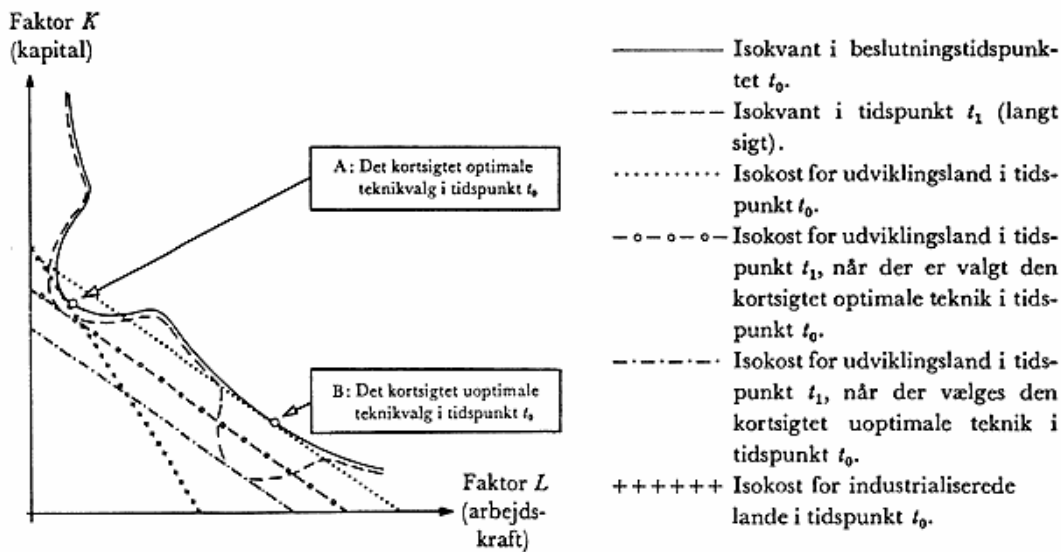 Faktor K
(kapital)
A: Det kortsigtet optimale
teknikvalg i tidspunkt t₀
B: Det kortsigtet uoptimale
teknikvalg i tidspunkt t₀
Faktor L
(arbejds-
kraft)
Isokvant i beslutningstidspunk-
tet t₀.
Isokvant i tidspunkt t₁ (langt
sigt).
Isokost for udviklingsland i tids-
punkt t₀.
Isokost for udviklingsland i tids-
punkt t₁, når der er valgt den
kortsigtet optimale teknik i tids-
punkt t₀.
Isokost for udviklingsland i tids-
punkt t₁, når der vælges den
kortsigtet uoptimale teknik i
tidspunkt t₀.
Isokost for industrialiserede
lande i tidspunkt t₀.